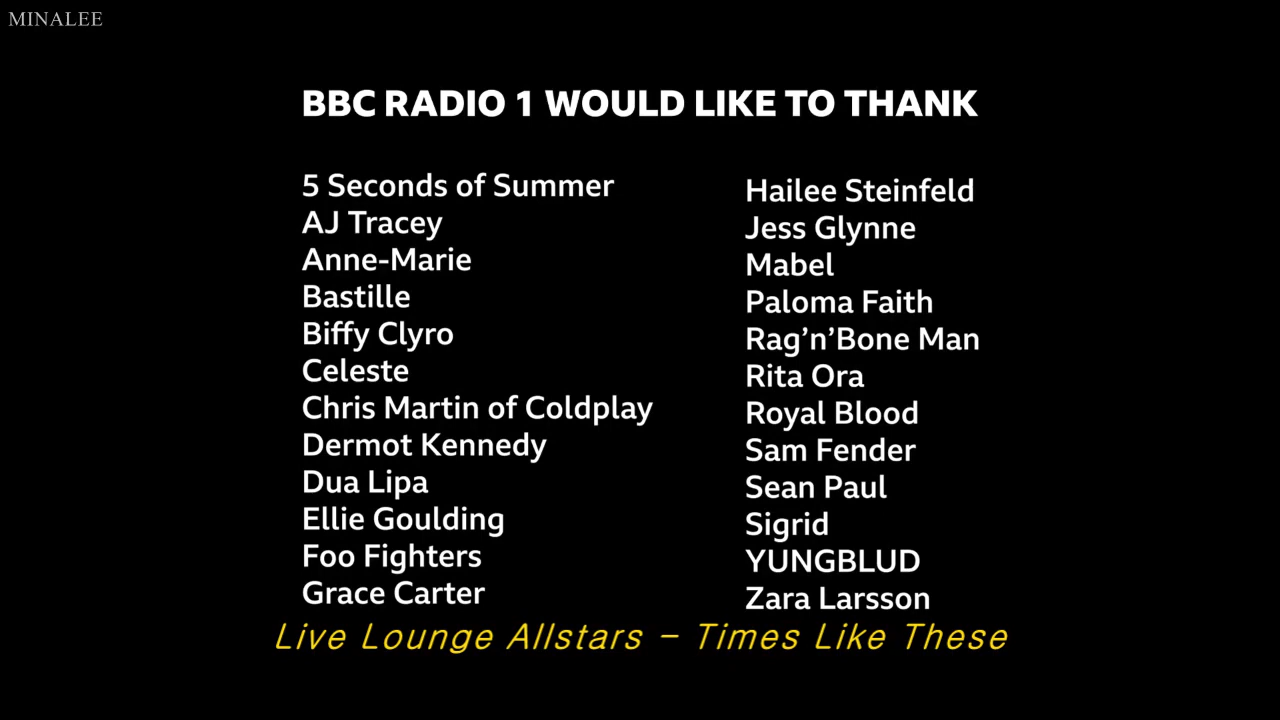 MINALEE
BBC RADIO 1 WOULD LIKE TO THANK
5 Seconds of Summer
AJ Tracey
Anne-Marie
Bastille
Biffy Clyro
Celeste
Chris Martin of Coldplay
Dermot Kennedy
Dua Lipa
Ellie Goulding
Foo Fighters
Grace Carter
Hailee Steinfeld
Jess Glynne
Mabel
Paloma Faith
Rag’n’Bone Man
Rita Ora
Royal Blood
Sam Fender
Sean Paul
Sigrid
YUNGBLUD
Zara Larsson
Live Lounge Allstars – Times Like These